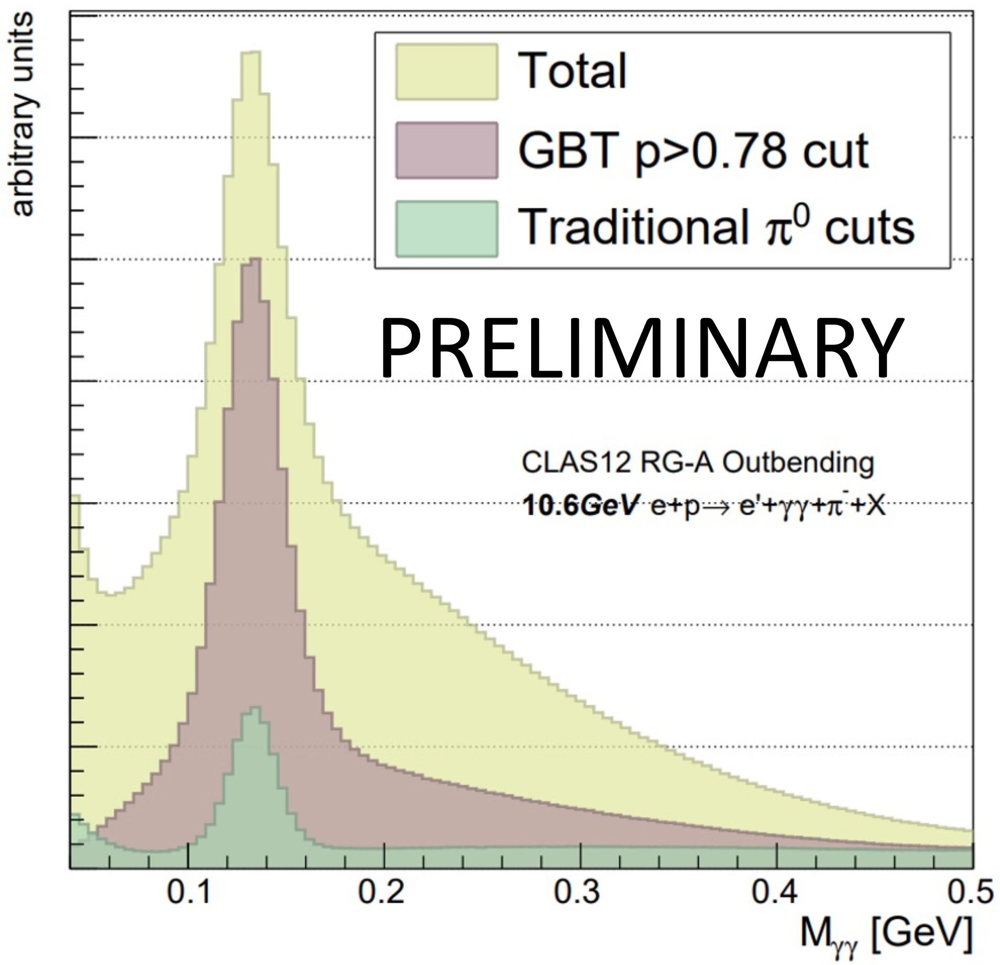 arbitrary units
Total
GBT p>0.78 cut
Traditional π⁰ cuts
PRELIMINARY
CLAS12 RG-A Outbending
10.6GeV e+p→ e'+γγ+π⁻+X
0.1 0.2 0.3 0.4 0.5
Mγγ [GeV]